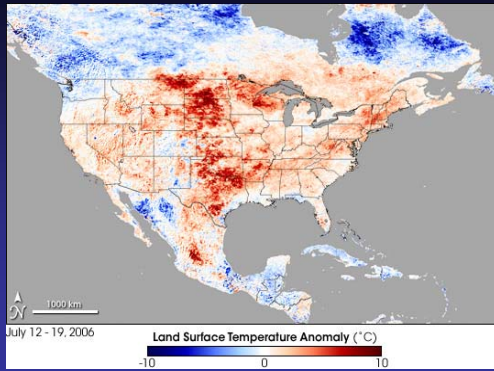 N
1000 km
July 12 - 19, 2006
Land Surface Temperature Anomaly (°C)
-10 0 10